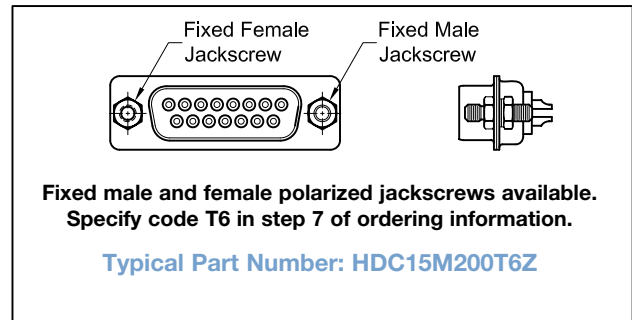 Fixed Female
Jackscrew
Fixed Male
Jackscrew
Fixed male and female polarized jackscrews available.
Specify code T6 in step 7 of ordering information.
Typical Part Number: HDC15M200T6Z